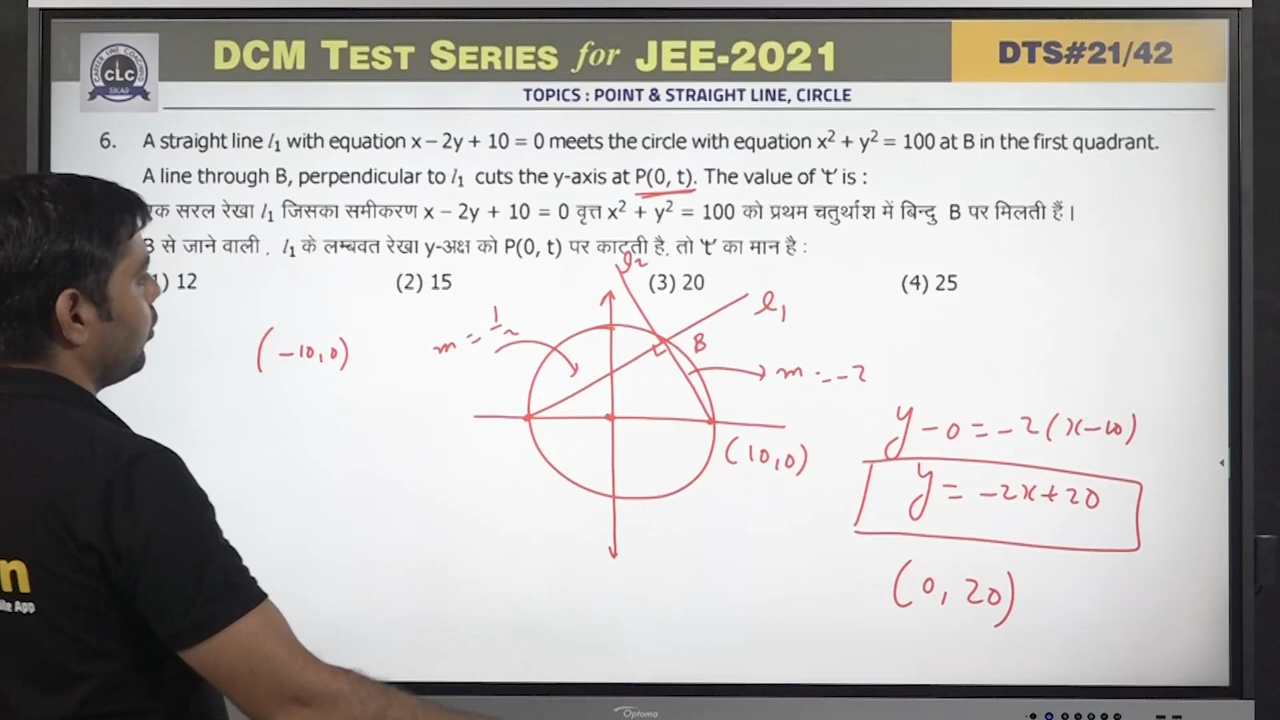 CLC
SIKAR
DCM TEST SERIES for JEE-2021
DTS#21/42
TOPICS : POINT & STRAIGHT LINE, CIRCLE
6. A straight line l₁ with equation x – 2y + 10 = 0 meets the circle with equation x² + y² = 100 at B in the first quadrant.
A line through B, perpendicular to l₁ cuts the y-axis at P(0, t). The value of 't' is :
एक सरल रेखा l₁ जिसका समीकरण x – 2y + 10 = 0 वृत्त x² + y² = 100 को प्रथम चतुर्थांश में बिन्दु B पर मिलती हैं।
B से जाने वाली , l₁ के लम्बवत रेखा y-अक्ष को P(0, t) पर काटती है, तो 't' का मान है :
) 12 (2) 15 (3) 20 (4) 25
l₂
l₁
(-10,0)
m = 1/2
B
m = -2
(10,0)
y-0 = -2(x-10)
y = -2x+20
(0, 20)
n
App
Optoma